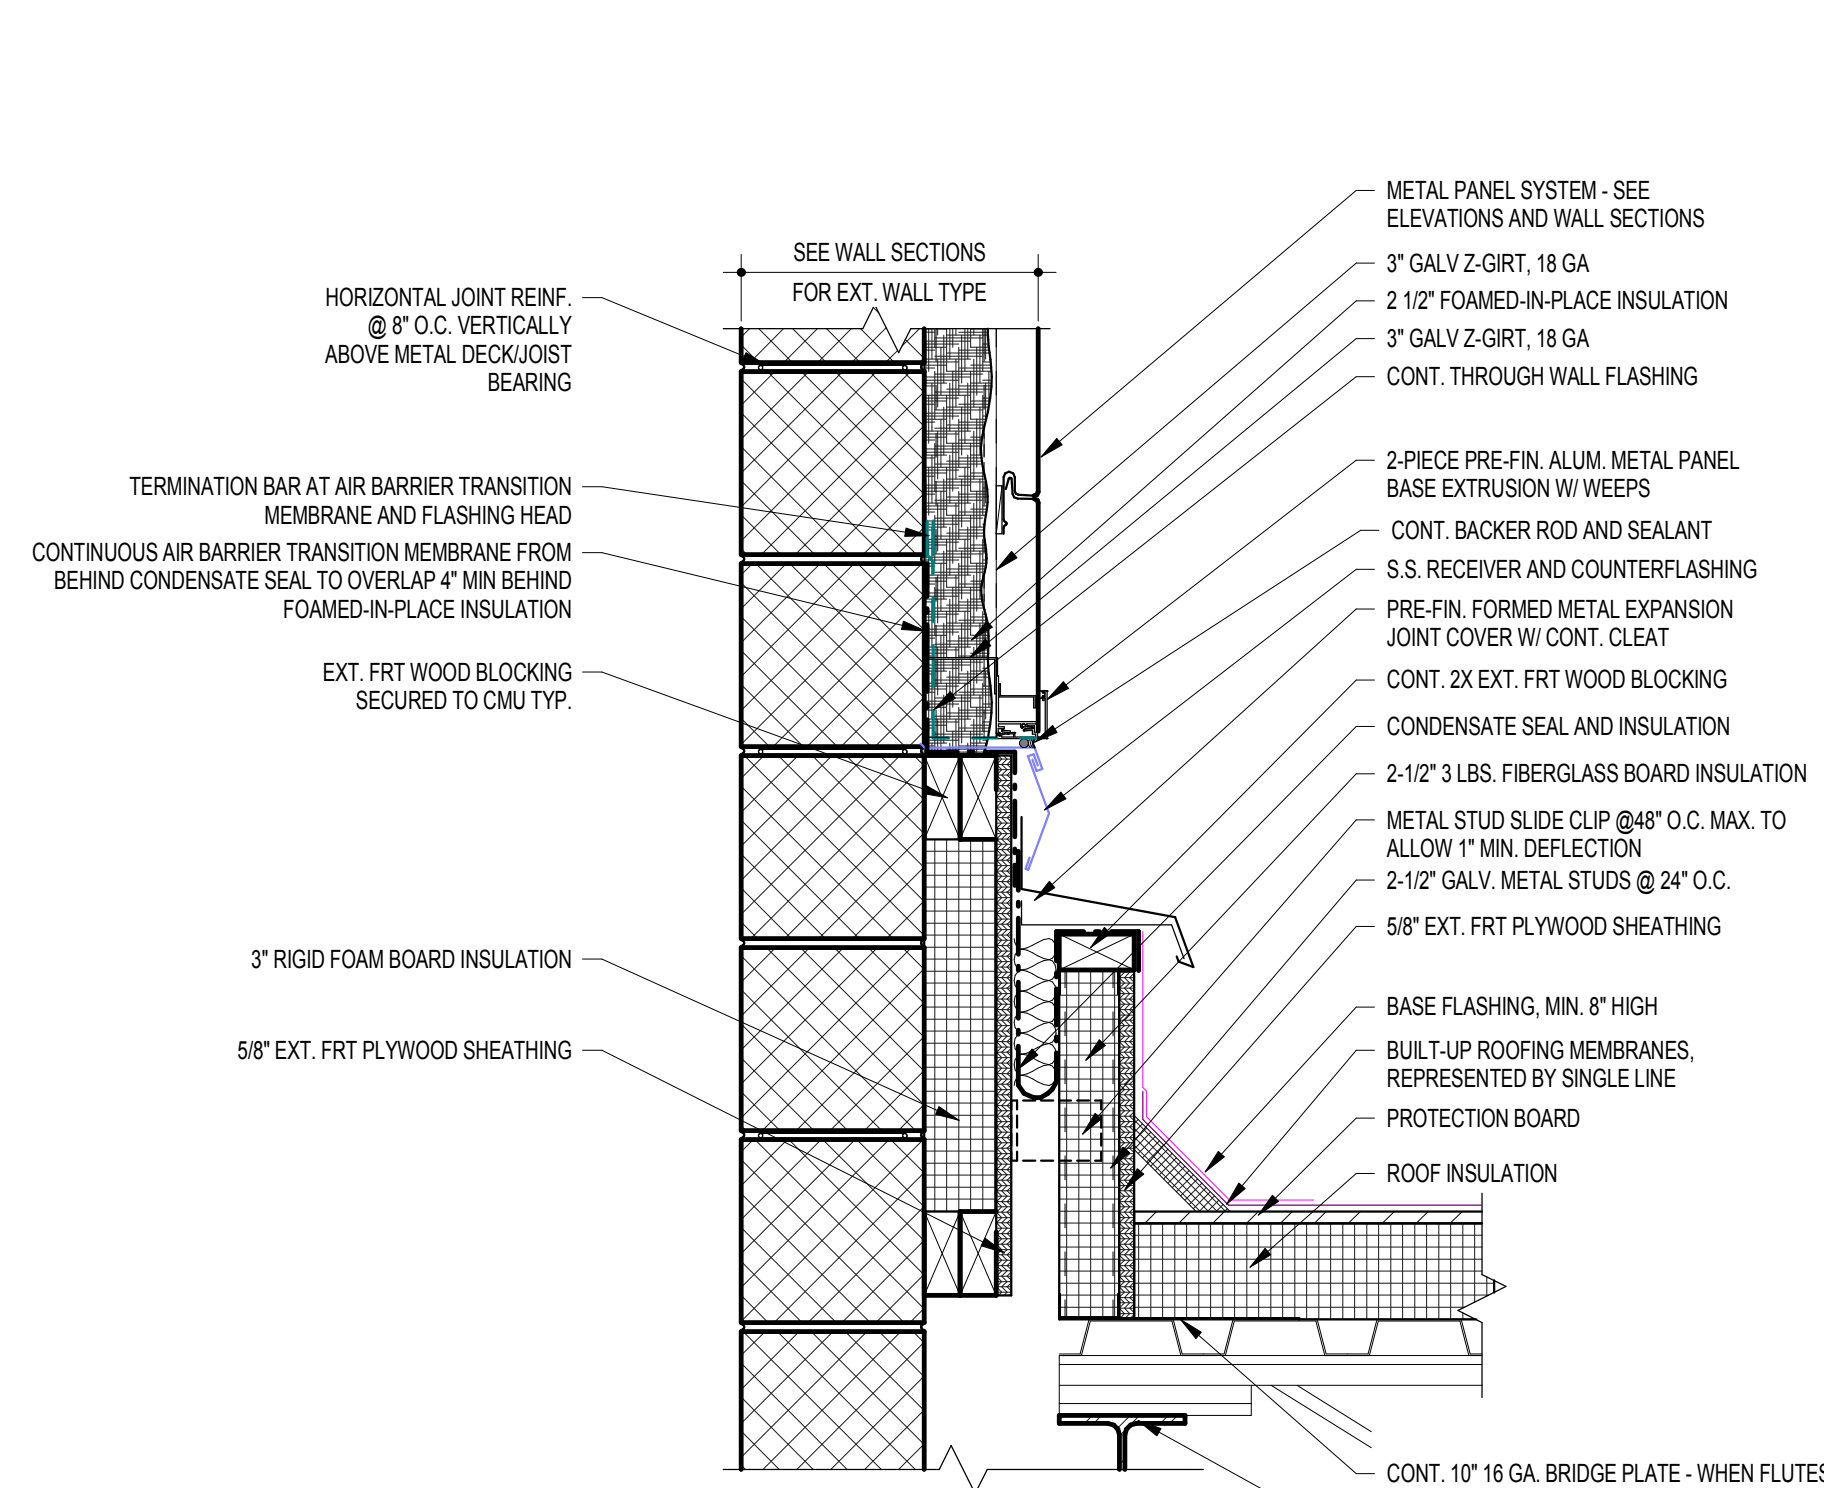 SEE WALL SECTIONS
FOR EXT. WALL TYPE
HORIZONTAL JOINT REINF.
@ 8" O.C. VERTICALLY
ABOVE METAL DECK/JOIST
BEARING
TERMINATION BAR AT AIR BARRIER TRANSITION
MEMBRANE AND FLASHING HEAD
CONTINUOUS AIR BARRIER TRANSITION MEMBRANE FROM
BEHIND CONDENSATE SEAL TO OVERLAP 4" MIN BEHIND
FOAMED-IN-PLACE INSULATION
EXT. FRT WOOD BLOCKING
SECURED TO CMU TYP.
3" RIGID FOAM BOARD INSULATION
5/8" EXT. FRT PLYWOOD SHEATHING
METAL PANEL SYSTEM - SEE
ELEVATIONS AND WALL SECTIONS
3" GALV Z-GIRT, 18 GA
2 1/2" FOAMED-IN-PLACE INSULATION
3" GALV Z-GIRT, 18 GA
CONT. THROUGH WALL FLASHING
2-PIECE PRE-FIN. ALUM. METAL PANEL
BASE EXTRUSION W/ WEEPS
CONT. BACKER ROD AND SEALANT
S.S. RECEIVER AND COUNTERFLASHING
PRE-FIN. FORMED METAL EXPANSION
JOINT COVER W/ CONT. CLEAT
CONT. 2X EXT. FRT WOOD BLOCKING
CONDENSATE SEAL AND INSULATION
2-1/2" 3 LBS. FIBERGLASS BOARD INSULATION
METAL STUD SLIDE CLIP @48" O.C. MAX. TO
ALLOW 1" MIN. DEFLECTION
2-1/2" GALV. METAL STUDS @ 24" O.C.
5/8" EXT. FRT PLYWOOD SHEATHING
BASE FLASHING, MIN. 8" HIGH
BUILT-UP ROOFING MEMBRANES,
REPRESENTED BY SINGLE LINE
PROTECTION BOARD
ROOF INSULATION
CONT. 10" 16 GA. BRIDGE PLATE - WHEN FLUTES